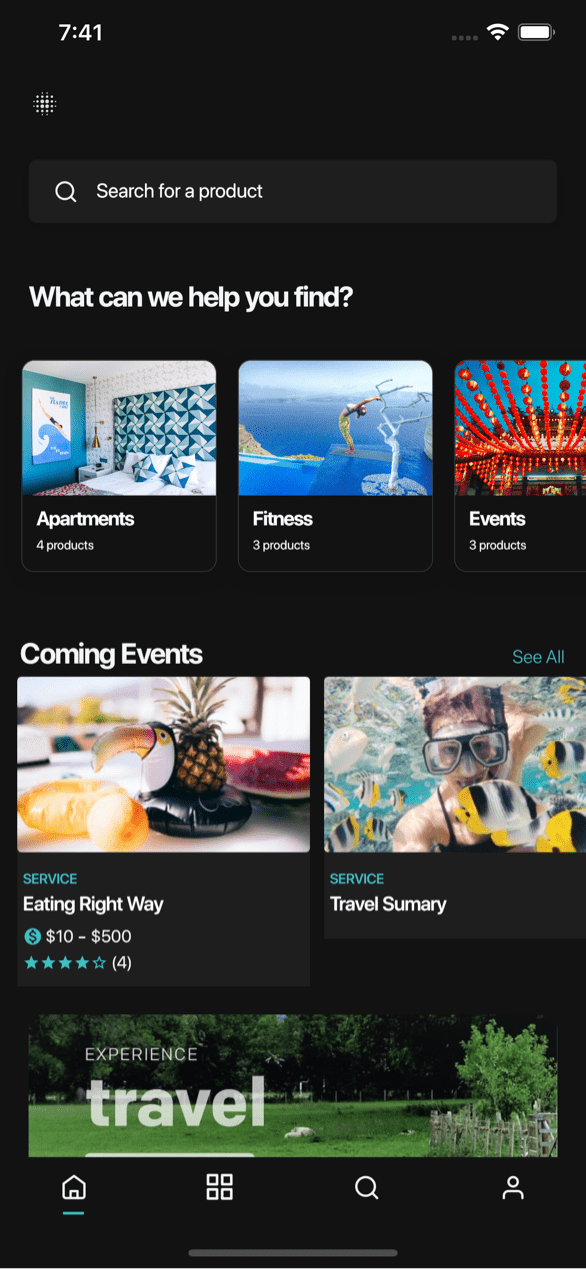 7:41
Search for a product
What can we help you find?
Apartments
4 products
Fitness
3 products
Events
3 products
Coming Events
See All
SERVICE
Eating Right Way
$10 - $500
(4)
SERVICE
Travel Sumary
EXPERIENCE
travel